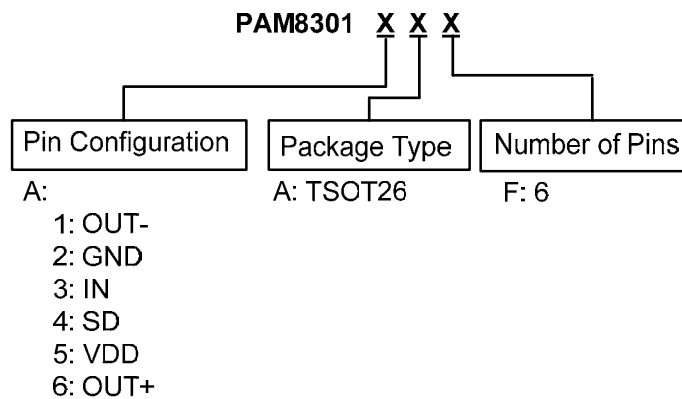 PAM8301 X X X
Pin Configuration
Package Type
Number of Pins
A:
A: TSOT26
F: 6
1: OUT-
2: GND
3: IN
4: SD
5: VDD
6: OUT+